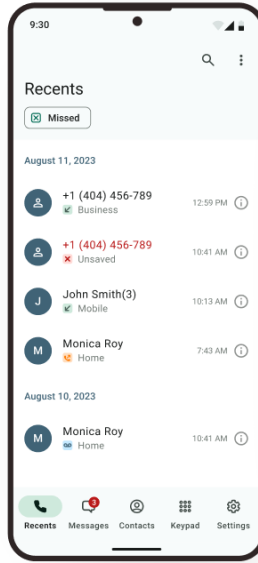 9:30
Recents
Missed
August 11, 2023
+1 (404) 456-789
Business
12:59 PM
+1 (404) 456-789
Unsaved
10:41 AM
J
John Smith(3)
Mobile
10:13 AM
M
Monica Roy
Home
7:43 AM
August 10, 2023
M
Monica Roy
Home
10:41 AM
3
Recents Messages Contacts Keypad Settings